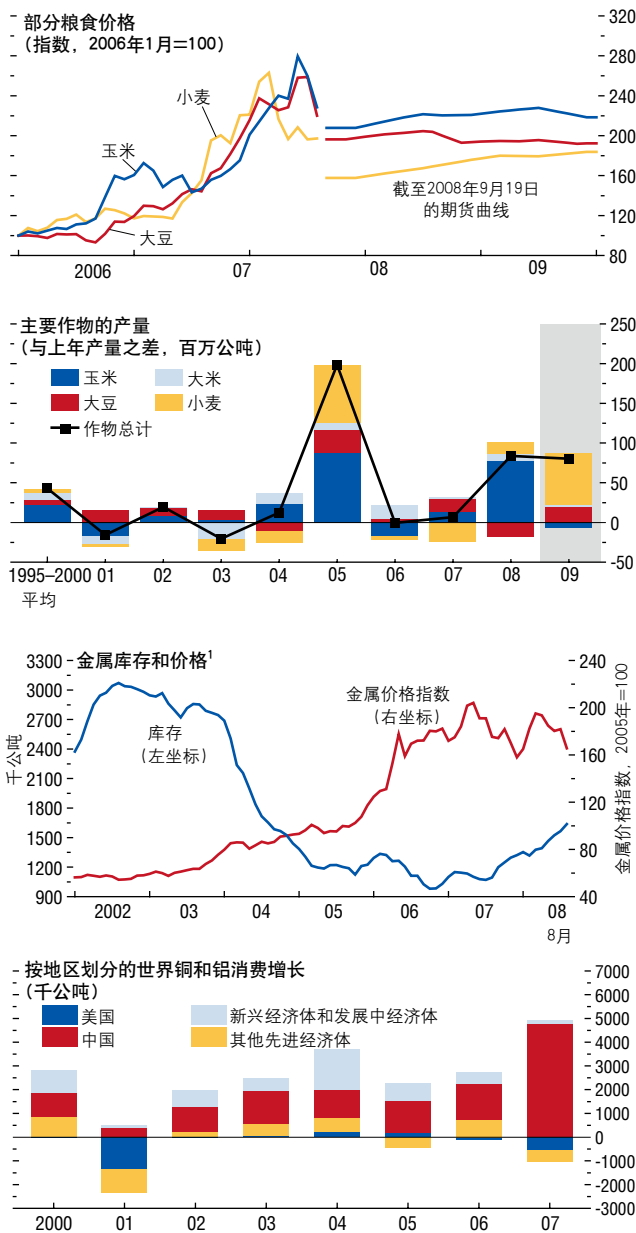 部分粮食价格
（指数，2006年1月=100）
320
280
240
200
160
120
80
小麦
玉米
大豆
截至2008年9月19日
的期货曲线
2006
07
08
09
主要作物的产量
（与上年产量之差，百万公吨）
玉米
大米
大豆
小麦
作物总计
250
200
150
100
50
0
-50
1995–2000
平均
01
02
03
04
05
06
07
08
09
金属库存和价格1
3300
3000
2700
2400
2100
1800
1500
1200
900
千公吨
库存
（左坐标）
金属价格指数
（右坐标）
240
200
160
120
80
40
金属价格指数，2005年=100
2002
03
04
05
06
07
08
8月
按地区划分的世界铜和铝消费增长
（千公吨）
美国
新兴经济体和发展中经济体
中国
其他先进经济体
7000
6000
5000
4000
3000
2000
1000
0
-1000
-2000
-3000
2000
01
02
03
04
05
06
07